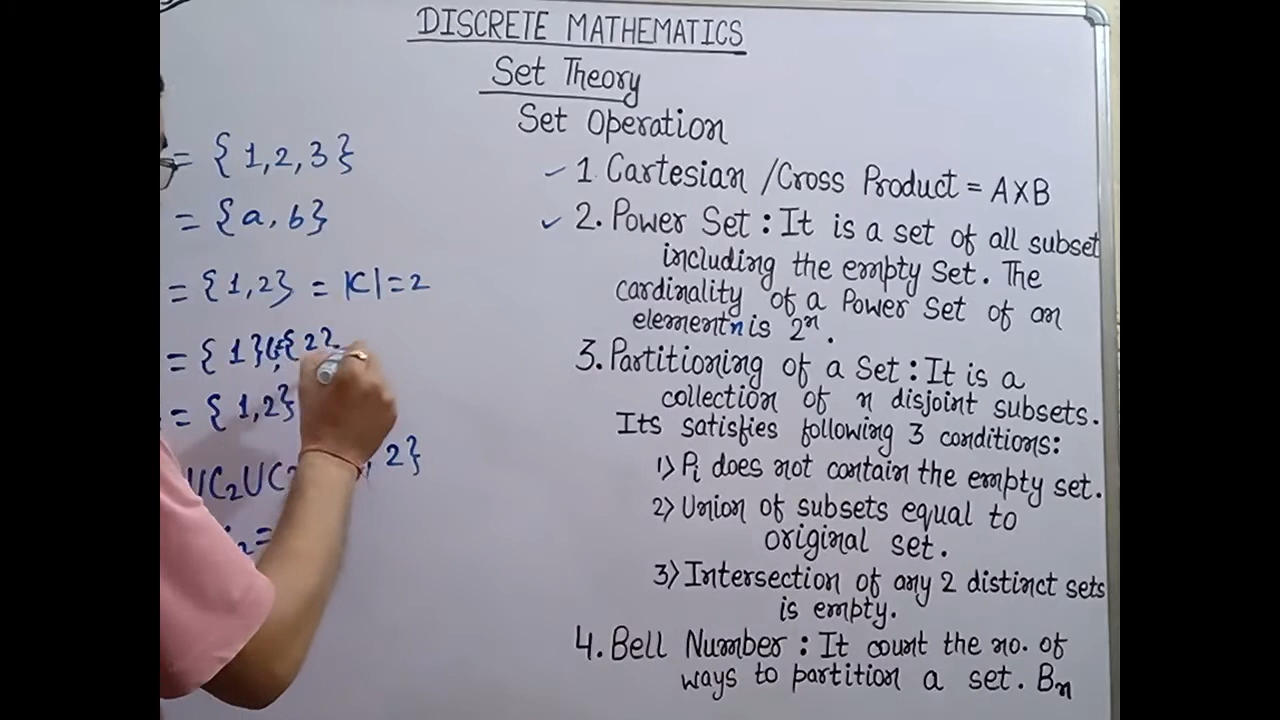 DISCRETE MATHEMATICS
Set Theory
Set Operation
1. Cartesian /Cross Product = A×B
2. Power Set : It is a set of all subset
including the empty Set. The
cardinality of a Power Set of an
element n is 2ⁿ.
3. Partitioning of a Set : It is a
collection of n disjoint subsets.
Its satisfies following 3 conditions:
1) Pᵢ does not contain the empty set.
2) Union of subsets equal to
original set.
3) Intersection of any 2 distinct sets
is empty.
4. Bell Number : It count the no. of
ways to partition a set. Bₙ
= {1,2,3}
= {a, b}
= {1,2} = |C| = 2
= {1}, {2}
= {1,2}
UC₂UC , 2}
₂ =